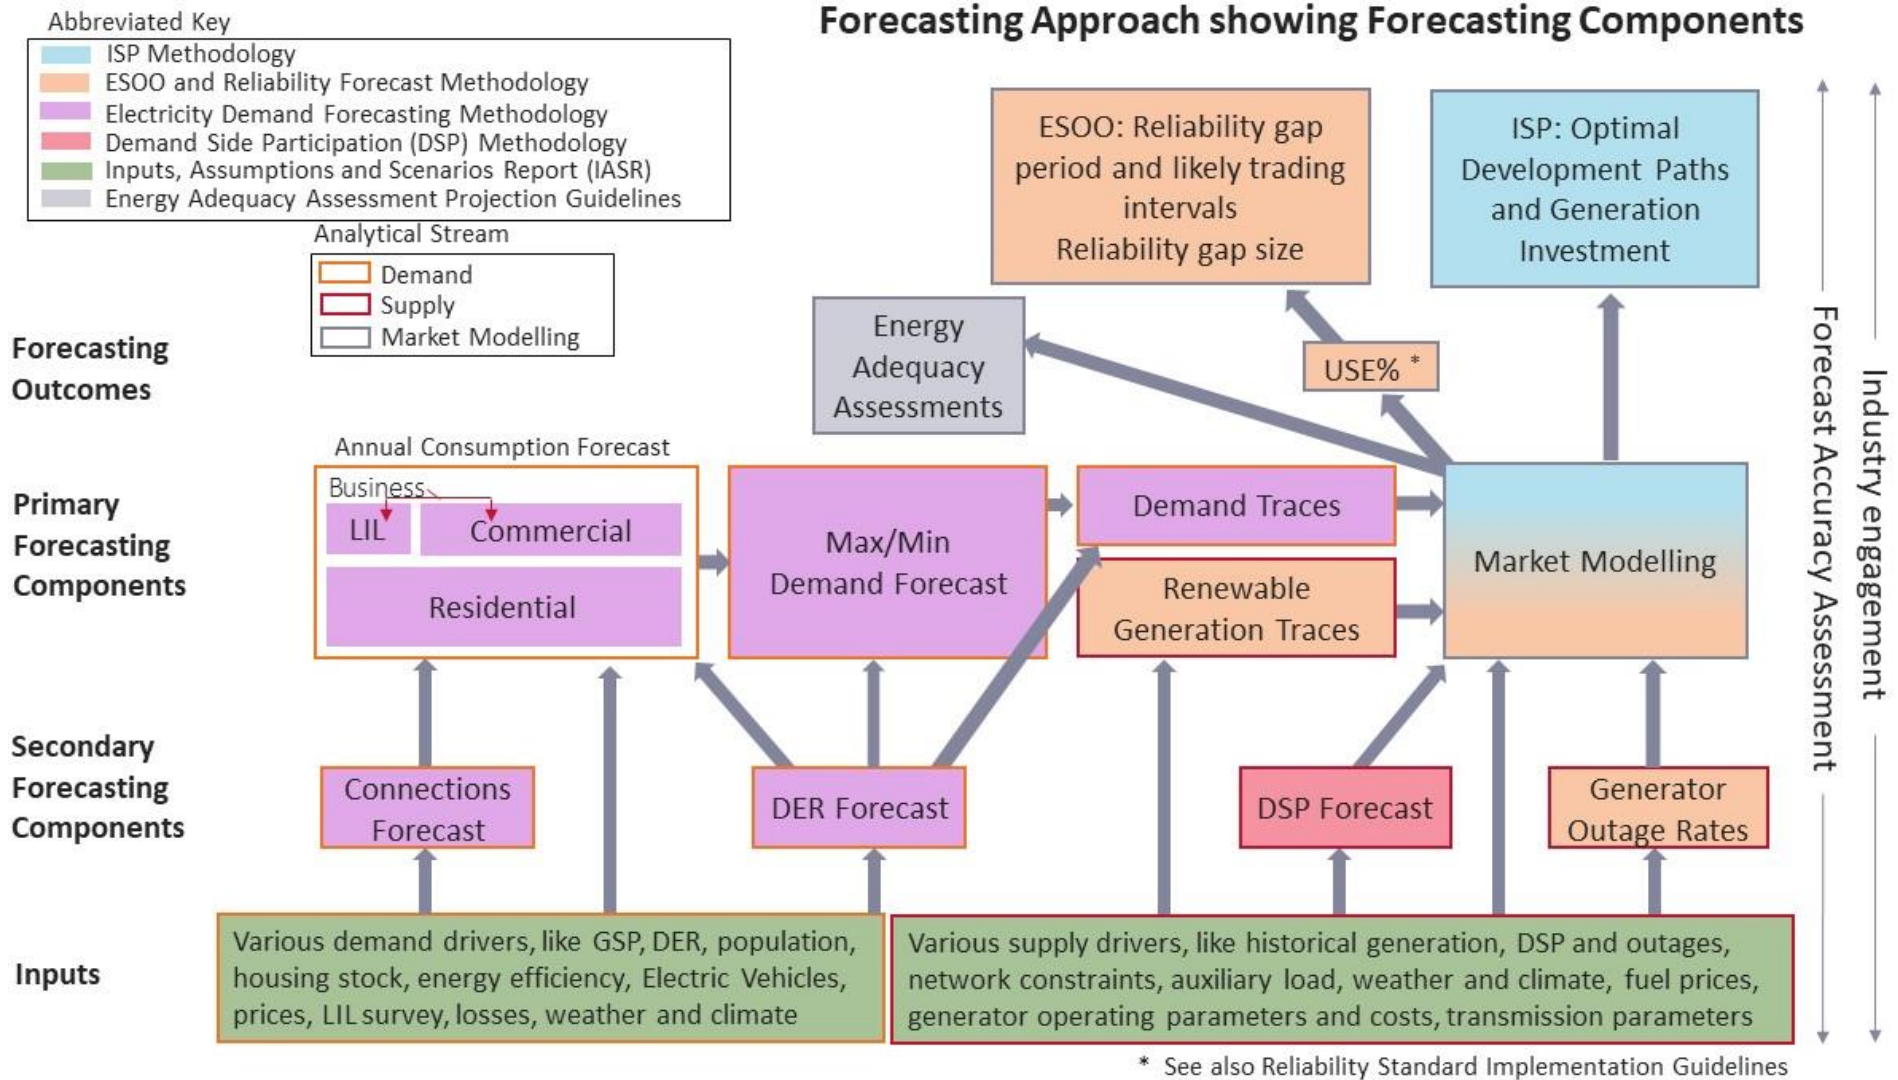 Forecasting Approach showing Forecasting Components
Abbreviated Key
ISP Methodology
ESOO and Reliability Forecast Methodology
Electricity Demand Forecasting Methodology
Demand Side Participation (DSP) Methodology
Inputs, Assumptions and Scenarios Report (IASR)
Energy Adequacy Assessment Projection Guidelines
Analytical Stream
Demand
Supply
Market Modelling
Forecasting
Outcomes
ESOO: Reliability gap
period and likely trading
intervals
Reliability gap size
ISP: Optimal
Development Paths
and Generation
Investment
Energy
Adequacy
Assessments
USE% *
Primary
Forecasting
Components
Annual Consumption Forecast
Business
LIL
Commercial
Residential
Max/Min
Demand Forecast
Demand Traces
Renewable
Generation Traces
Market Modelling
Secondary
Forecasting
Components
Connections
Forecast
DER Forecast
DSP Forecast
Generator
Outage Rates
Inputs
Various demand drivers, like GSP, DER, population,
housing stock, energy efficiency, Electric Vehicles,
prices, LIL survey, losses, weather and climate
Various supply drivers, like historical generation, DSP and outages,
network constraints, auxiliary load, weather and climate, fuel prices,
generator operating parameters and costs, transmission parameters
Forecast Accuracy Assessment
Industry engagement
* See also Reliability Standard Implementation Guidelines